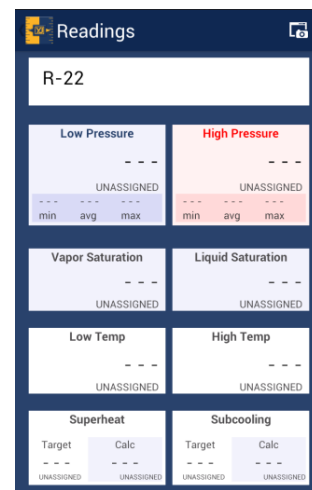 Readings
R-22
Low Pressure
- - -
UNASSIGNED
- - - - - - - - -
min avg max
High Pressure
- - -
UNASSIGNED
- - - - - - - - -
min avg max
Vapor Saturation
- - -
UNASSIGNED
Liquid Saturation
- - -
UNASSIGNED
Low Temp
- - -
UNASSIGNED
High Temp
- - -
UNASSIGNED
Superheat
Target Calc
- - - - - -
UNASSIGNED UNASSIGNED
Subcooling
Target Calc
- - - - - -
UNASSIGNED UNASSIGNED